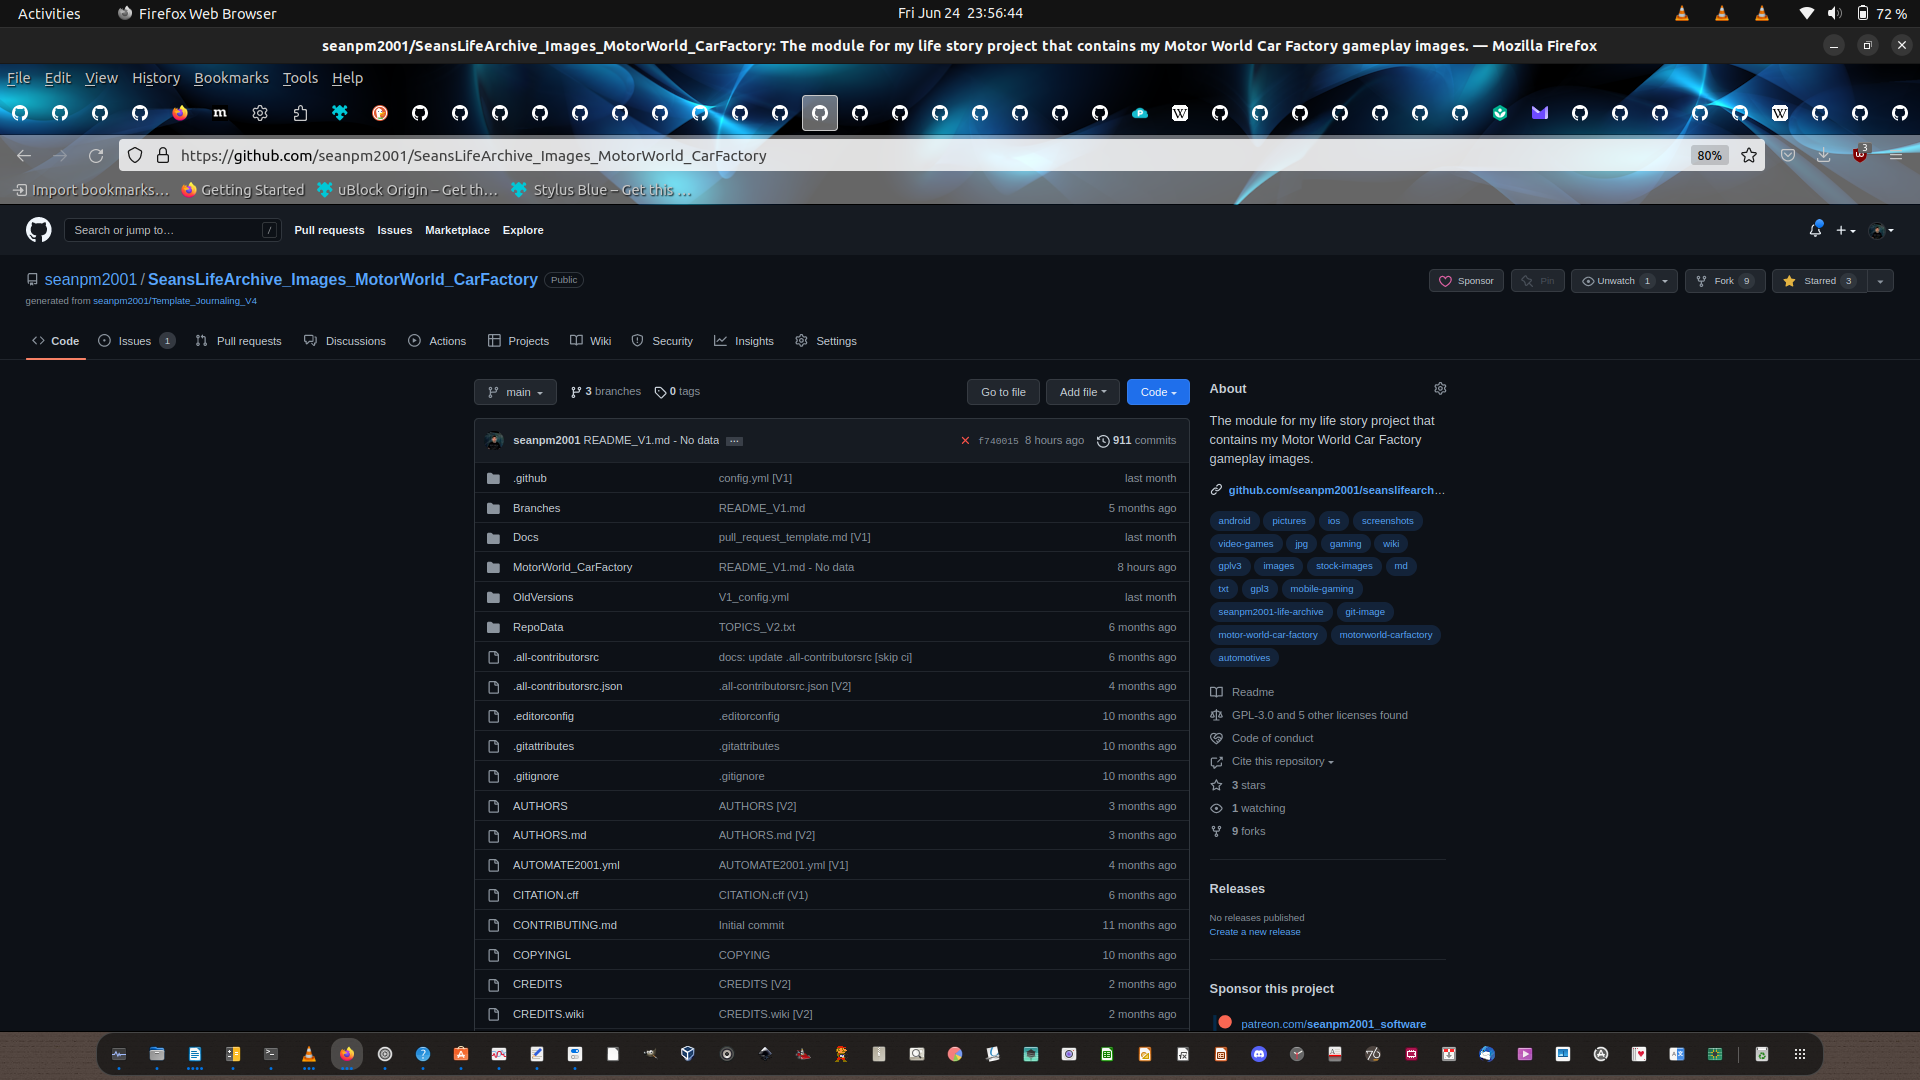 Activities
Firefox Web Browser
Fri Jun 24 23:56:44
72 %
seanpm2001/SeansLifeArchive_Images_MotorWorld_CarFactory: The module for my life story project that contains my Motor World Car Factory gameplay images. — Mozilla Firefox
File Edit View History Bookmarks Tools Help
https://github.com/seanpm2001/SeansLifeArchive_Images_MotorWorld_CarFactory
80%
3
Import bookmarks… Getting Started uBlock Origin – Get th… Stylus Blue – Get this …
Search or jump to… / Pull requests Issues Marketplace Explore
seanpm2001 / SeansLifeArchive_Images_MotorWorld_CarFactory Public
Sponsor Pin Unwatch 1 Fork 9 Starred 3
generated from seanpm2001/Template_Journaling_V4
Code Issues 1 Pull requests Discussions Actions Projects Wiki Security Insights Settings
main 3 branches 0 tags Go to file Add file Code
seanpm2001 README_V1.md - No data ... f740015 8 hours ago 911 commits
.github config.yml [V1] last month
Branches README_V1.md 5 months ago
Docs pull_request_template.md [V1] last month
MotorWorld_CarFactory README_V1.md - No data 8 hours ago
OldVersions V1_config.yml last month
RepoData TOPICS_V2.txt 6 months ago
.all-contributorsrc docs: update .all-contributorsrc [skip ci] 6 months ago
.all-contributorsrc.json .all-contributorsrc.json [V2] 4 months ago
.editorconfig .editorconfig 10 months ago
.gitattributes .gitattributes 10 months ago
.gitignore .gitignore 10 months ago
AUTHORS AUTHORS [V2] 3 months ago
AUTHORS.md AUTHORS.md [V2] 3 months ago
AUTOMATE2001.yml AUTOMATE2001.yml [V1] 4 months ago
CITATION.cff CITATION.cff (V1) 6 months ago
CONTRIBUTING.md Initial commit 11 months ago
COPYINGL COPYING 10 months ago
CREDITS CREDITS [V2] 2 months ago
CREDITS.wiki CREDITS.wiki [V2] 2 months ago
About
The module for my life story project that
contains my Motor World Car Factory
gameplay images.
github.com/seanpm2001/seanslifearch…
android pictures ios screenshots
video-games jpg gaming wiki
gplv3 images stock-images md
txt gpl3 mobile-gaming
seanpm2001-life-archive git-image
motor-world-car-factory motorworld-carfactory
automotives
Readme
GPL-3.0 and 5 other licenses found
Code of conduct
Cite this repository
3 stars
1 watching
9 forks
Releases
No releases published
Create a new release
Sponsor this project
patreon.com/seanpm2001_software